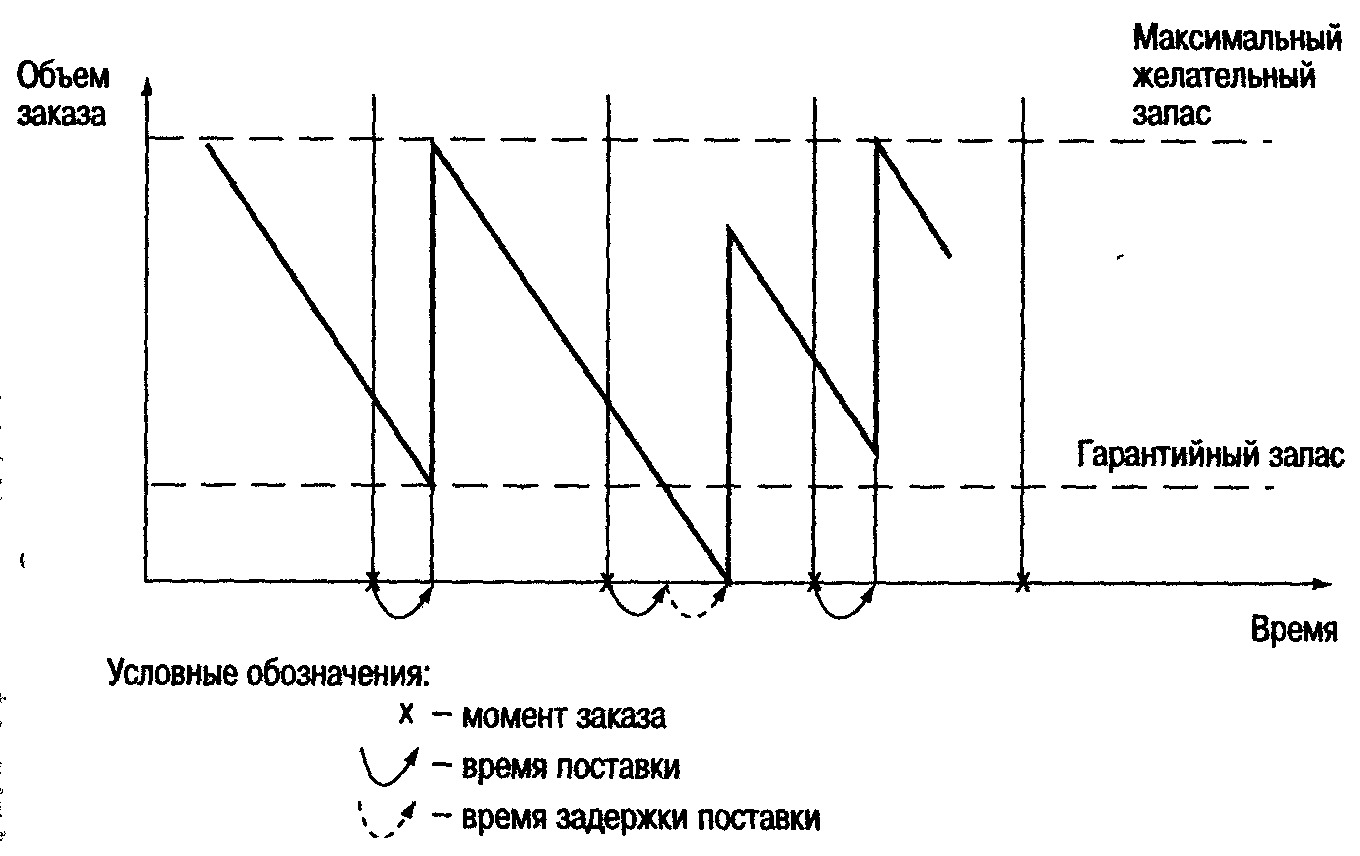 Максимальный
желательный
запас
Объем
заказа
Гарантийный запас
Время
Условные обозначения:
x – момент заказа
– время поставки
– время задержки поставки